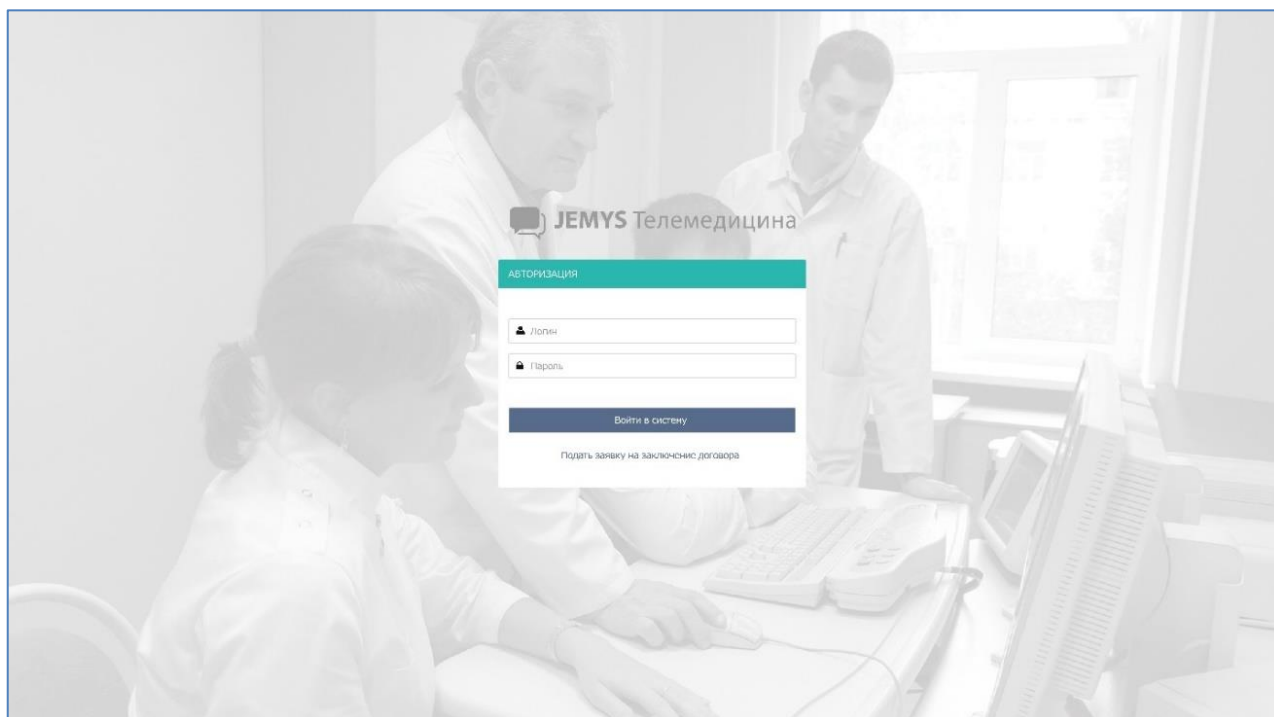 JEMYS Телемедицина
АВТОРИЗАЦИЯ
Логин
Пароль
Войти в систему
Подать заявку на заключение договора